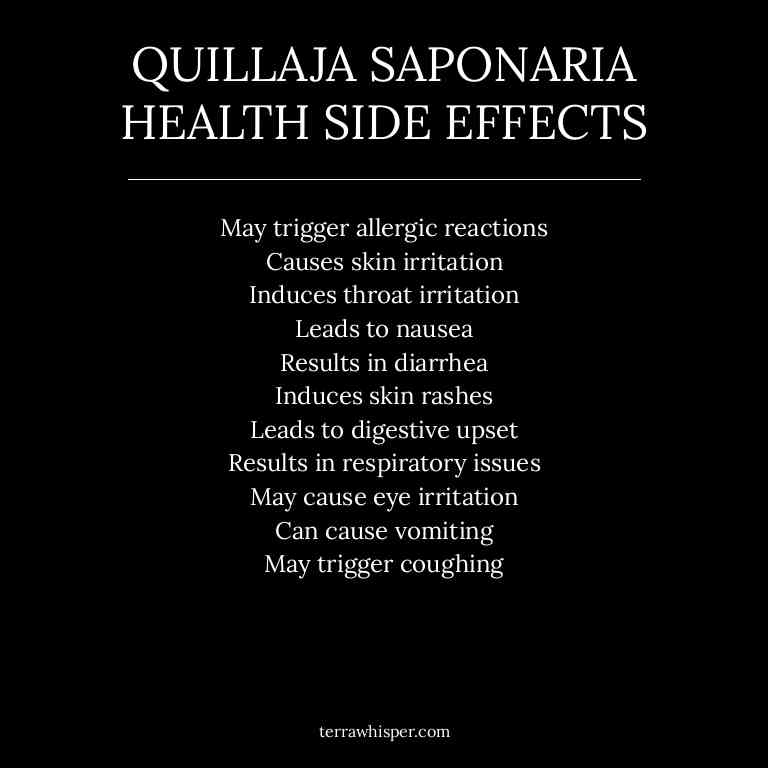 QUILLAJA SAPONARIA
HEALTH SIDE EFFECTS
May trigger allergic reactions
Causes skin irritation
Induces throat irritation
Leads to nausea
Results in diarrhea
Induces skin rashes
Leads to digestive upset
Results in respiratory issues
May cause eye irritation
Can cause vomiting
May trigger coughing
terrawhisper.com